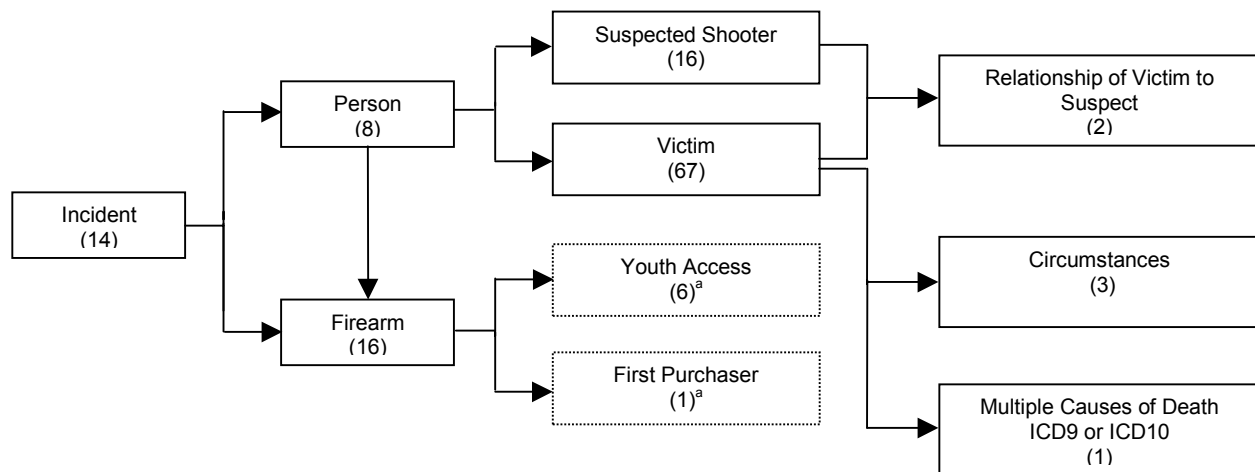 Incident
(14)
Person
(8)
Firearm
(16)
Suspected Shooter
(16)
Victim
(67)
Youth Access
(6)a
First Purchaser
(1)a
Relationship of Victim to
Suspect
(2)
Circumstances
(3)
Multiple Causes of Death
ICD9 or ICD10
(1)